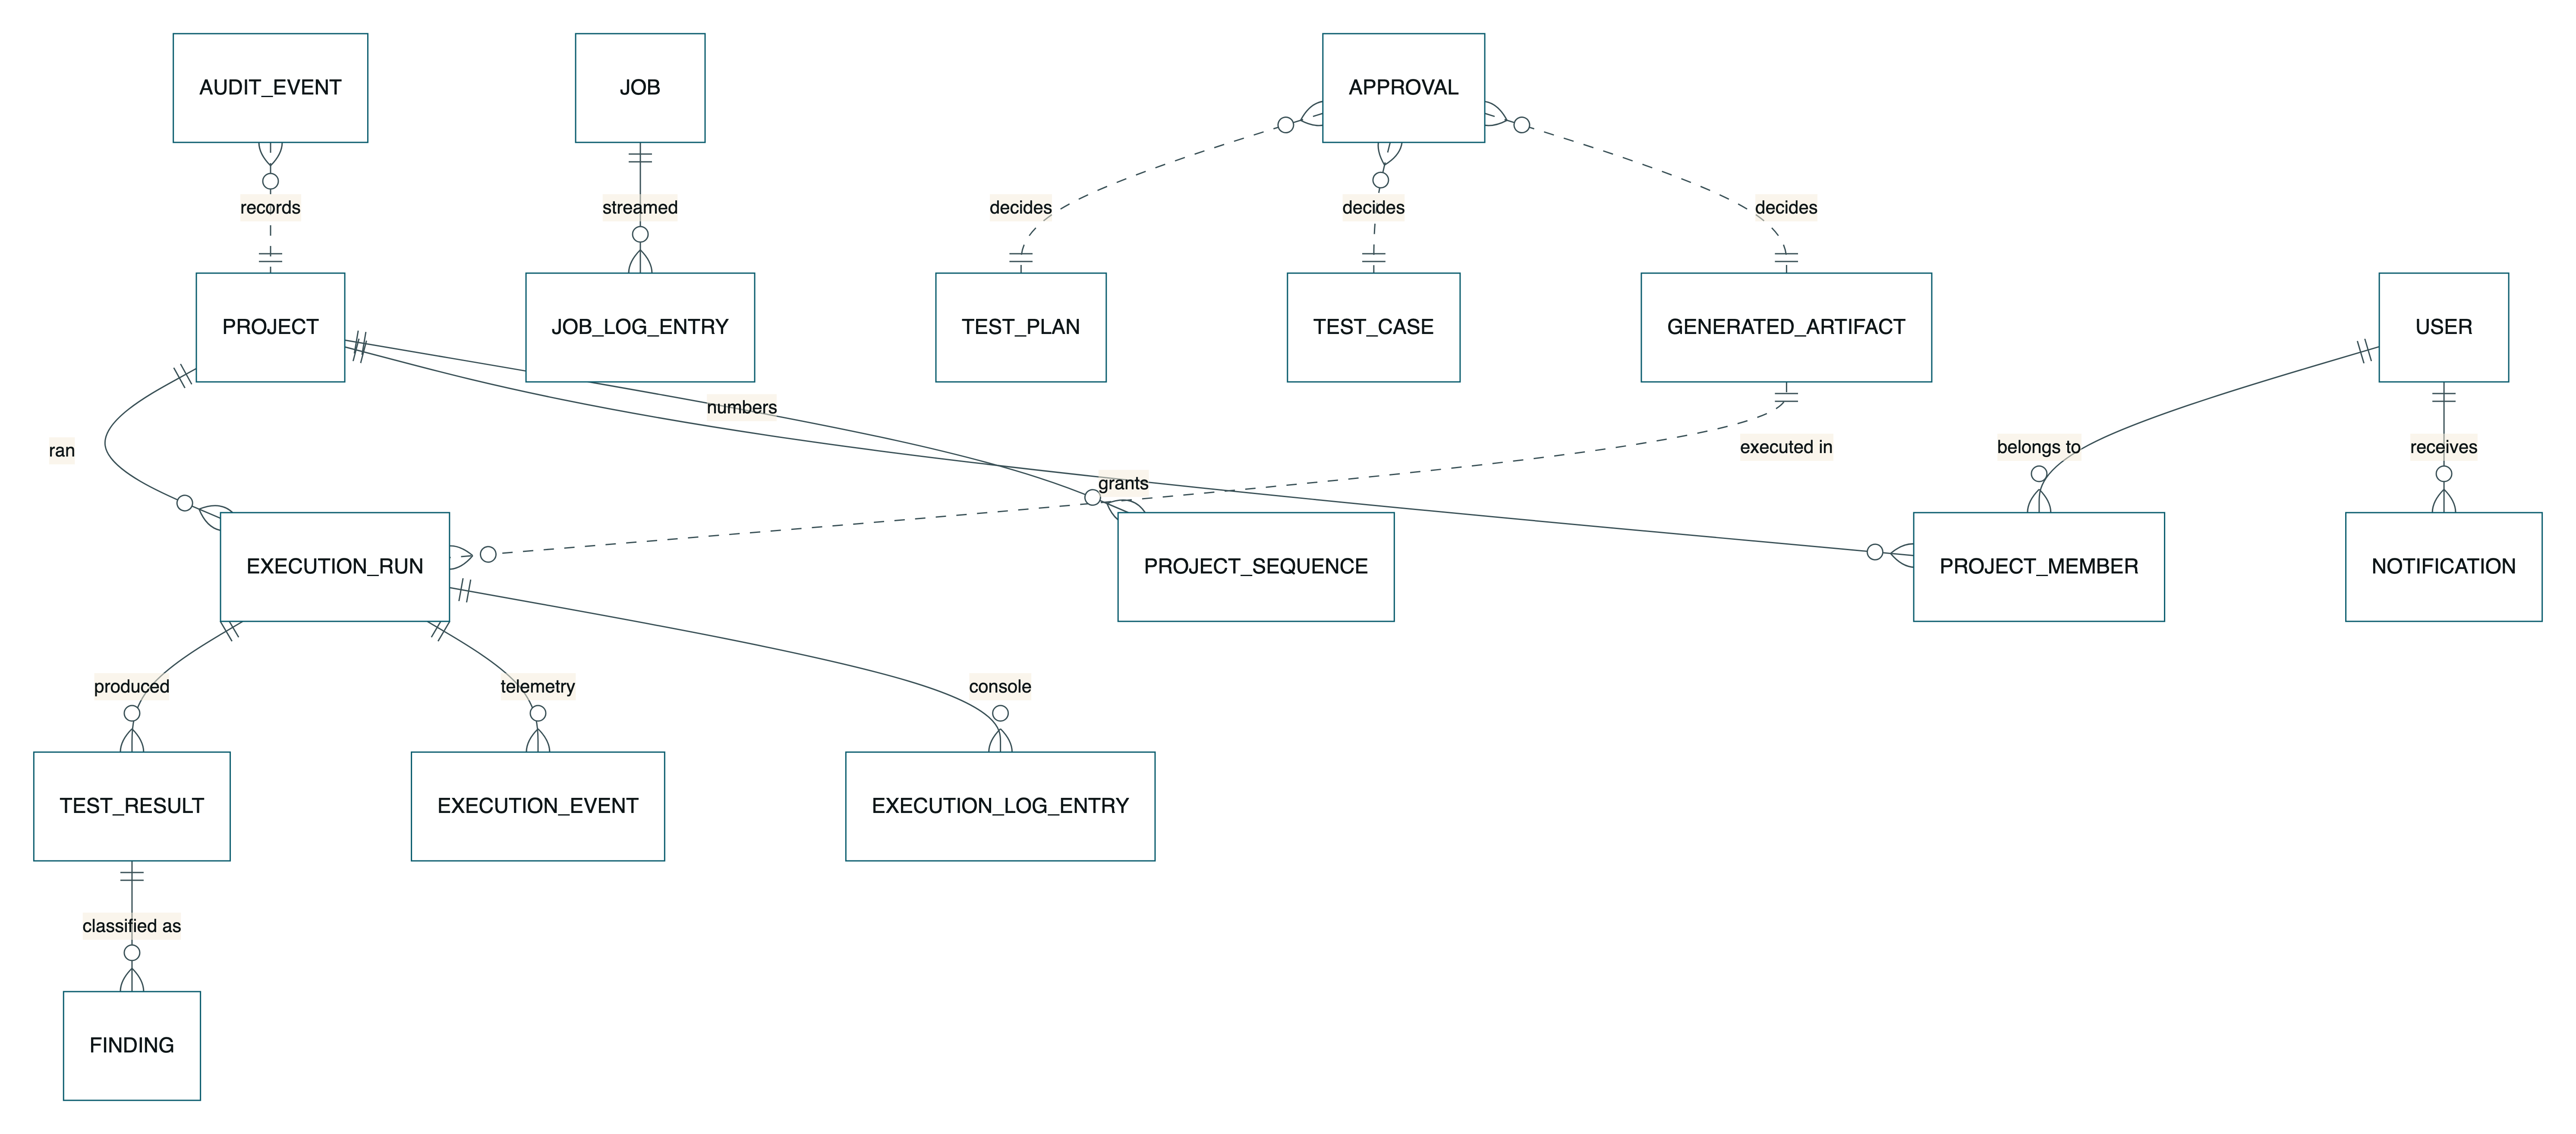 AUDIT_EVENT
JOB
APPROVAL
records
streamed
decides
decides
decides
PROJECT
JOB_LOG_ENTRY
TEST_PLAN
TEST_CASE
GENERATED_ARTIFACT
USER
numbers
ran
executed in
belongs to
receives
grants
EXECUTION_RUN
PROJECT_SEQUENCE
PROJECT_MEMBER
NOTIFICATION
produced
telemetry
console
TEST_RESULT
EXECUTION_EVENT
EXECUTION_LOG_ENTRY
classified as
FINDING